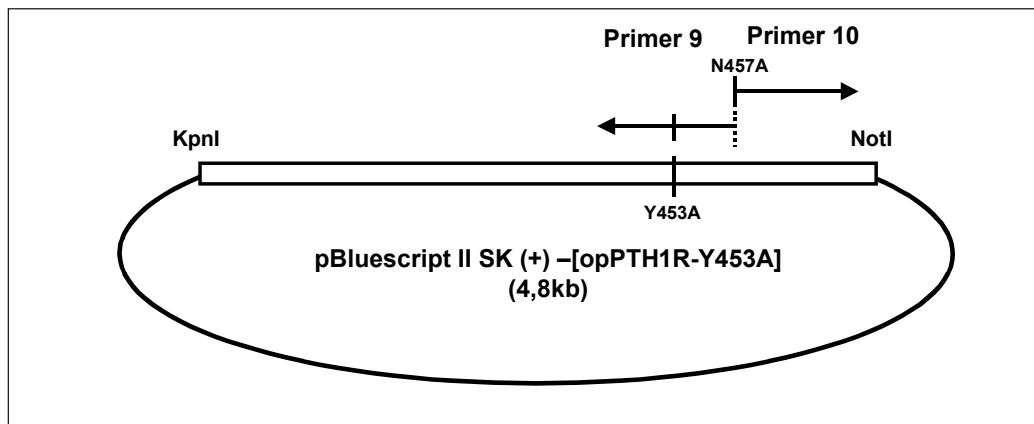 Primer 9
Primer 10
N457A
KpnI
NotI
Y453A
pBluescript II SK (+) –[opPTH1R-Y453A]
(4,8kb)